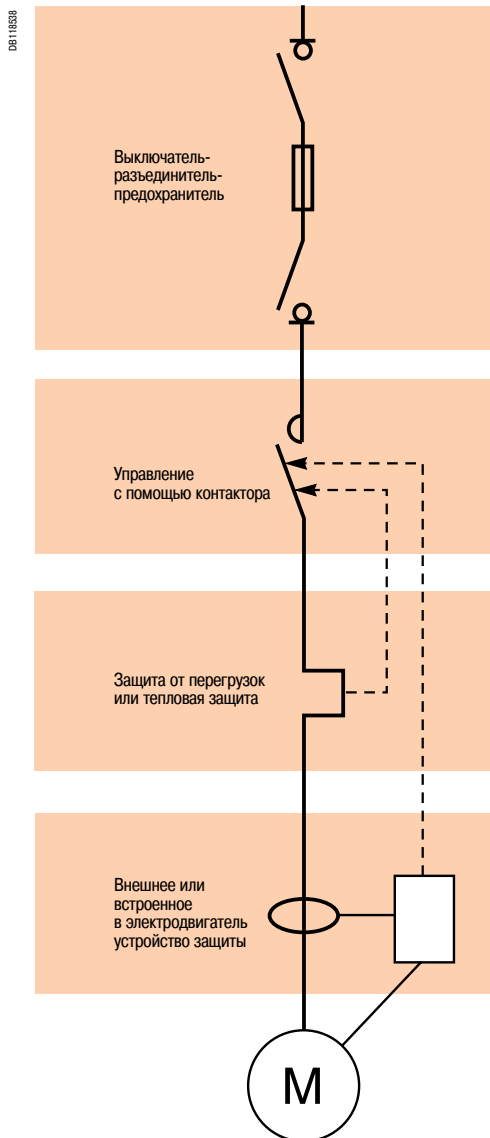 DB118538
Выключатель-
разъединитель-
предохранитель
Управление
с помощью контактора
Защита от перегрузок
или тепловая защита
Внешнее или
встроенное
в электродвигатель
устройство защиты
M